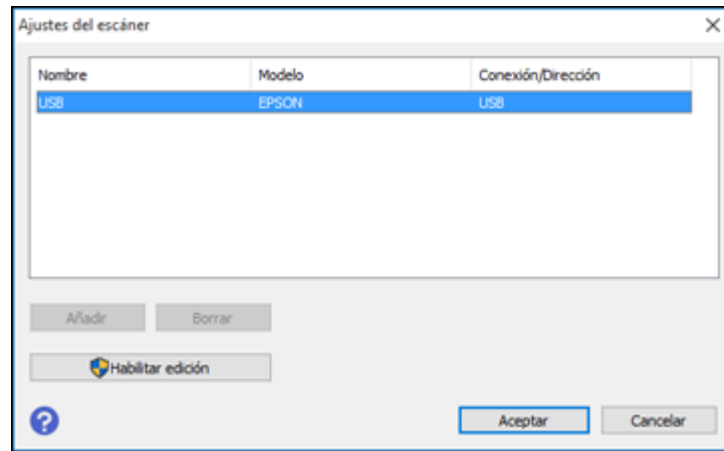 Ajustes del escáner
Nombre Modelo Conexión/Dirección
USB EPSON USB
Añadir Borrar
Habilitar edición
Aceptar Cancelar